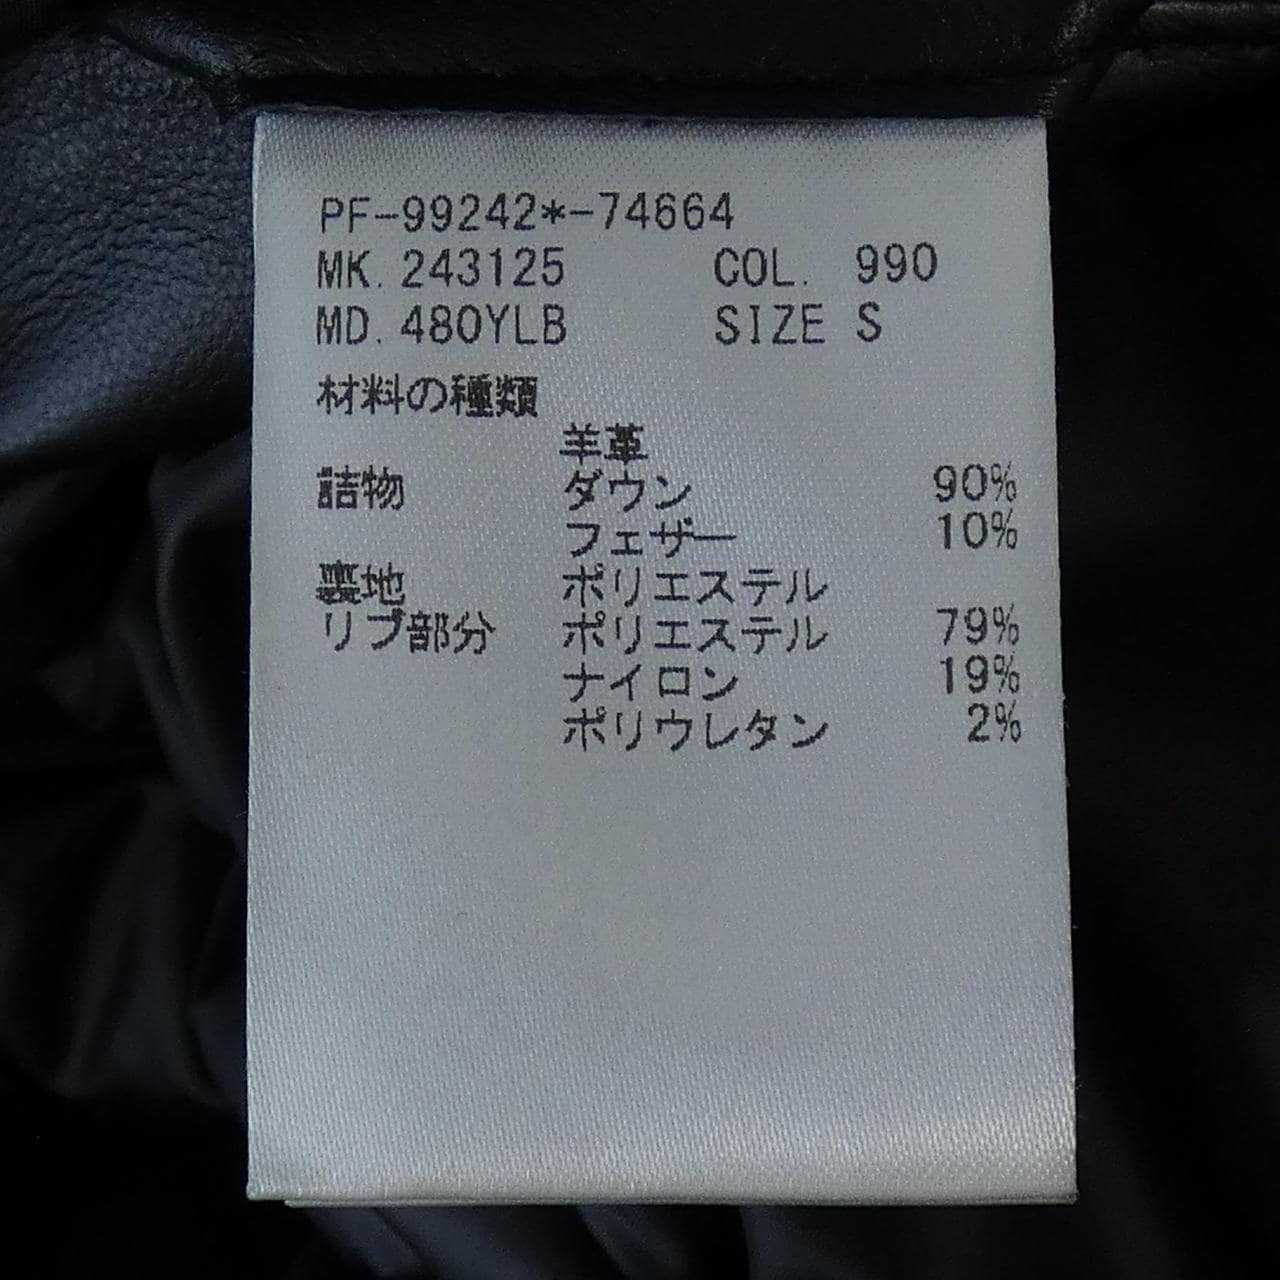 PF-99242*-74664
MK. 243125 COL. 990
MD. 480YLB SIZE S
材料の種類
羊革
詰物 ダウン 90%
フェザー 10%
裏地 ポリエステル
リブ部分 ポリエステル 79%
ナイロン 19%
ポリウレタン 2%